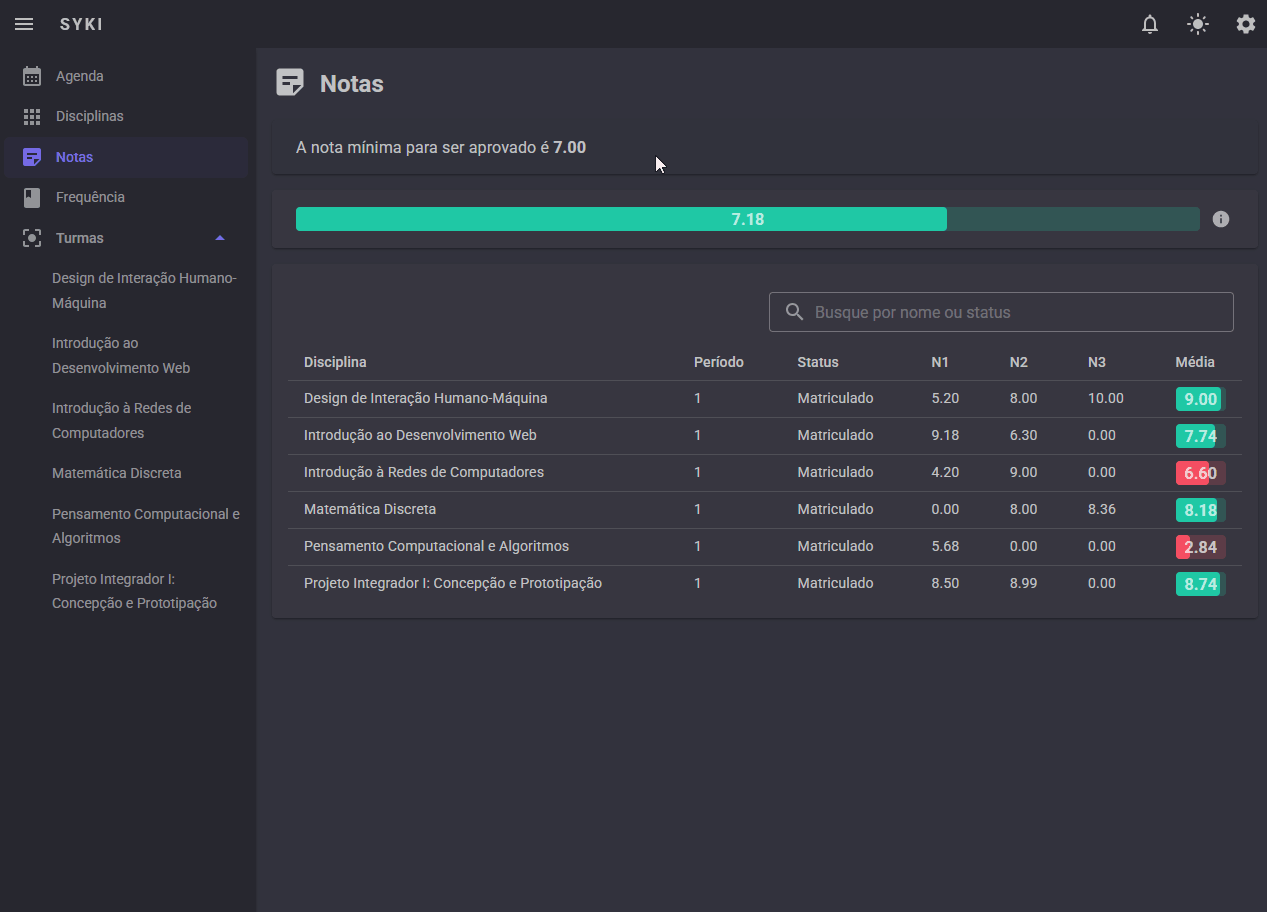 SYKI
Agenda
Disciplinas
Notas
Frequência
Turmas
Design de Interação Humano-
Máquina
Introdução ao
Desenvolvimento Web
Introdução à Redes de
Computadores
Matemática Discreta
Pensamento Computacional e
Algoritmos
Projeto Integrador I:
Concepção e Prototipação
Notas
A nota mínima para ser aprovado é 7.00
7.18
Busque por nome ou status
Disciplina Período Status N1 N2 N3 Média
Design de Interação Humano-Máquina 1 Matriculado 5.20 8.00 10.00 9.00
Introdução ao Desenvolvimento Web 1 Matriculado 9.18 6.30 0.00 7.74
Introdução à Redes de Computadores 1 Matriculado 4.20 9.00 0.00 6.60
Matemática Discreta 1 Matriculado 0.00 8.00 8.36 8.18
Pensamento Computacional e Algoritmos 1 Matriculado 5.68 0.00 0.00 2.84
Projeto Integrador I: Concepção e Prototipação 1 Matriculado 8.50 8.99 0.00 8.74